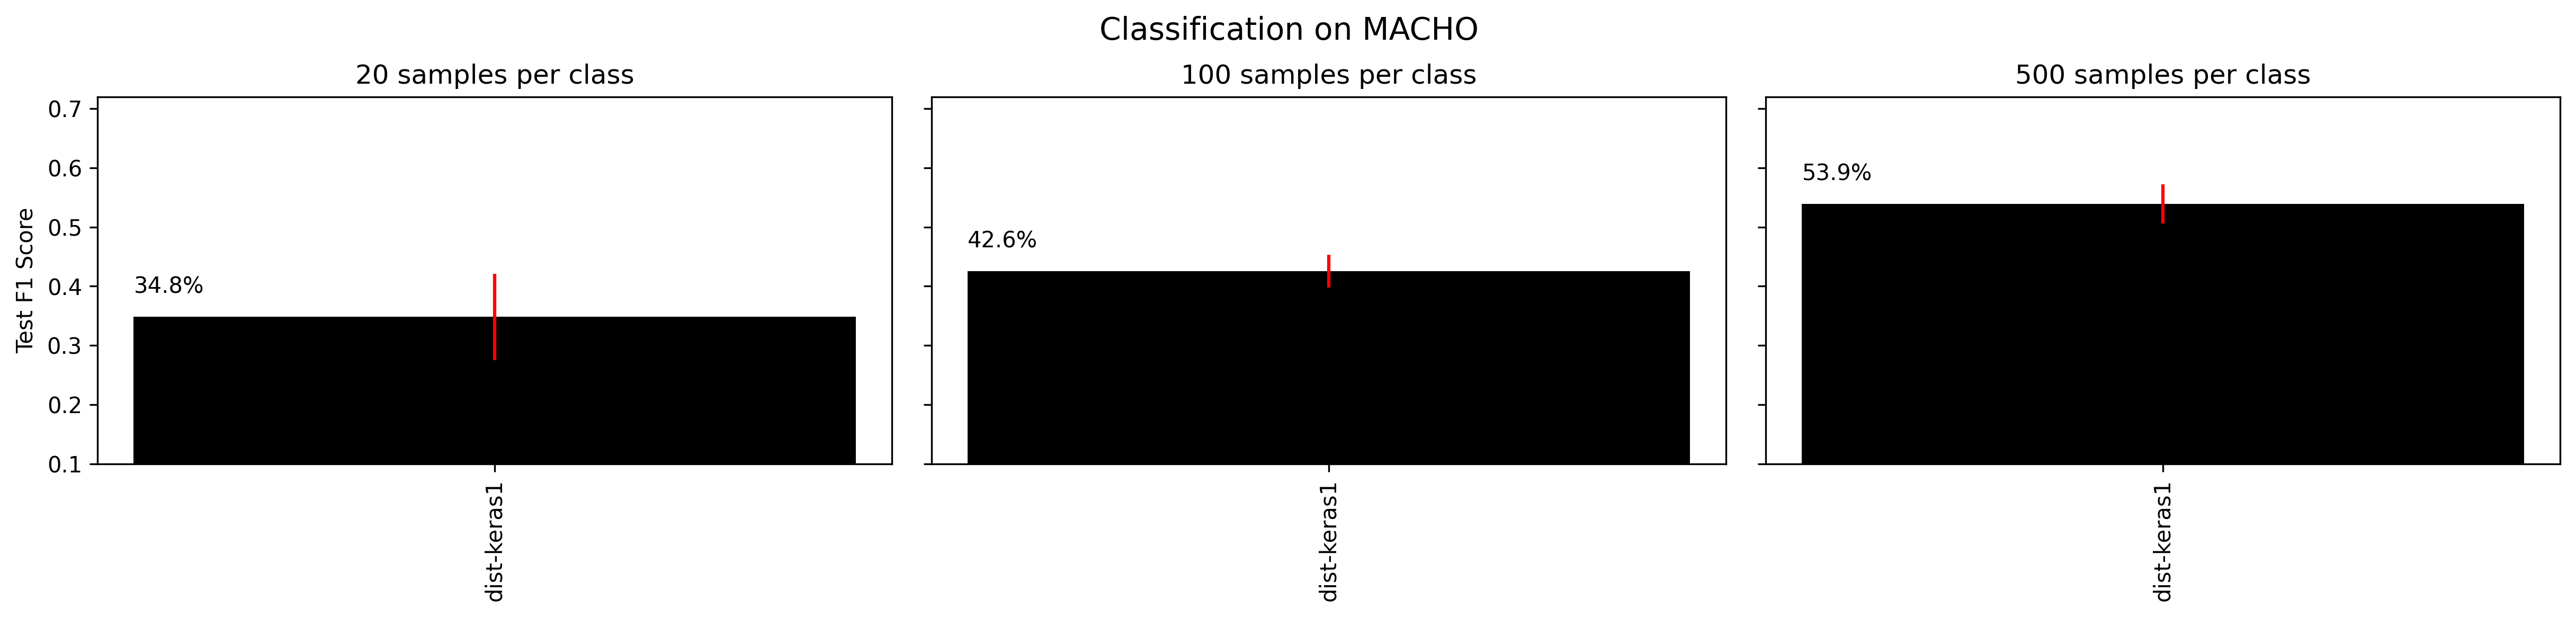 Classification on MACHO
20 samples per class
100 samples per class
500 samples per class
Test F1 Score
0.7
0.6
0.5
0.4
0.3
0.2
0.1
34.8%
42.6%
53.9%
dist-keras1
dist-keras1
dist-keras1